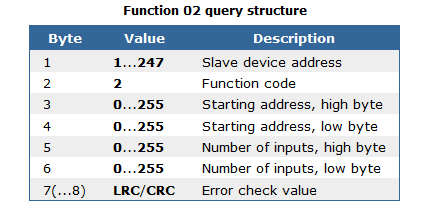 Function 02 query structure
Byte Value Description
1 1...247 Slave device address
2 2 Function code
3 0...255 Starting address, high byte
4 0...255 Starting address, low byte
5 0...255 Number of inputs, high byte
6 0...255 Number of inputs, low byte
7(...8) LRC/CRC Error check value